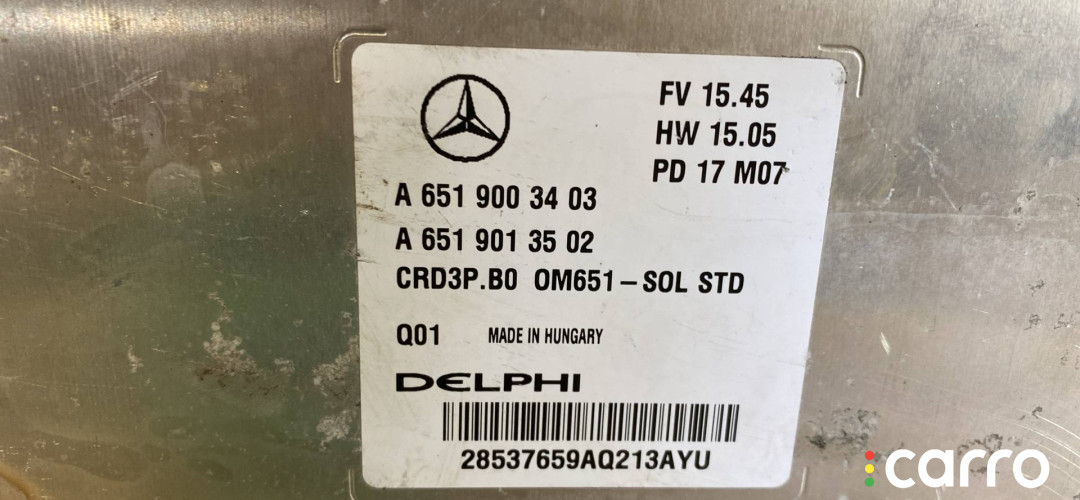 FV 15.45
HW 15.05
PD 17 M07
A 651 900 34 03
A 651 901 35 02
CRD3P.B0 OM651-SOL STD
Q01 MADE IN HUNGARY
DELPHI
28537659AQ213AYU
carro